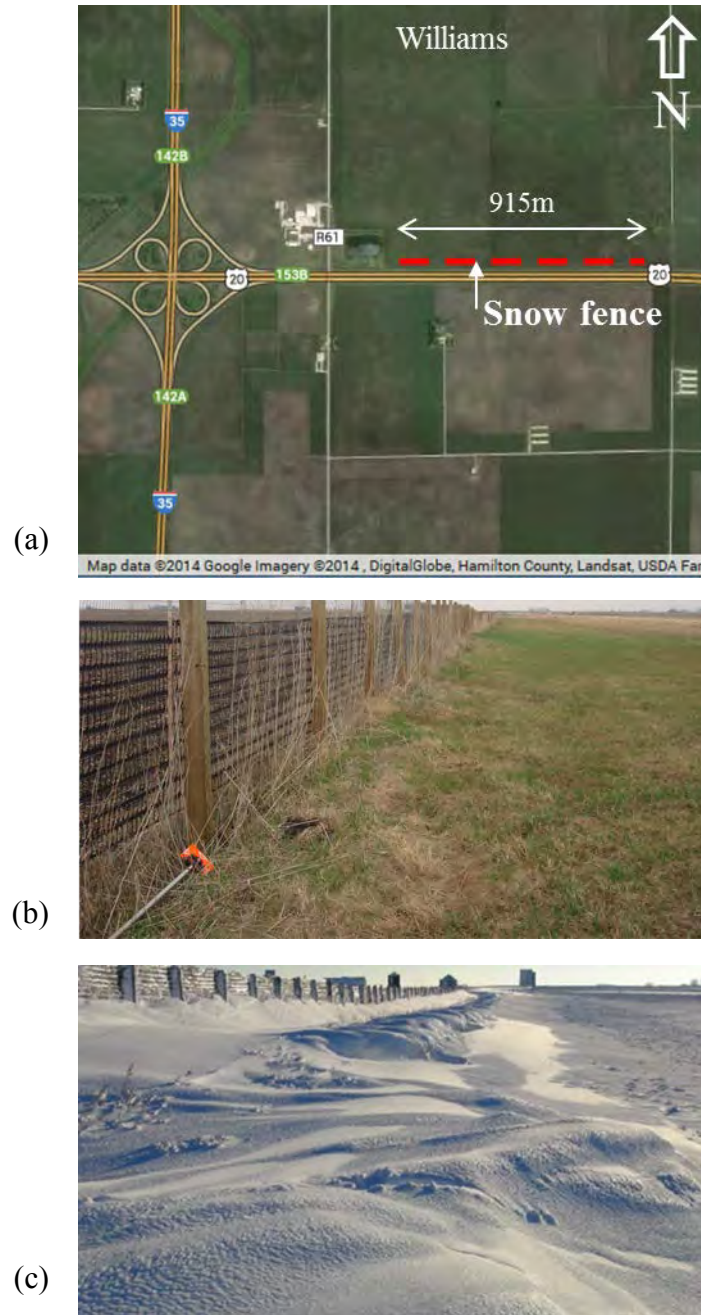 Williams
N
35
142B
915m
R61
20
153B
20
Snow fence
142A
35
(a)
Map data ©2014 Google Imagery ©2014 , DigitalGlobe, Hamilton County, Landsat, USDA Far
(b)
(c)